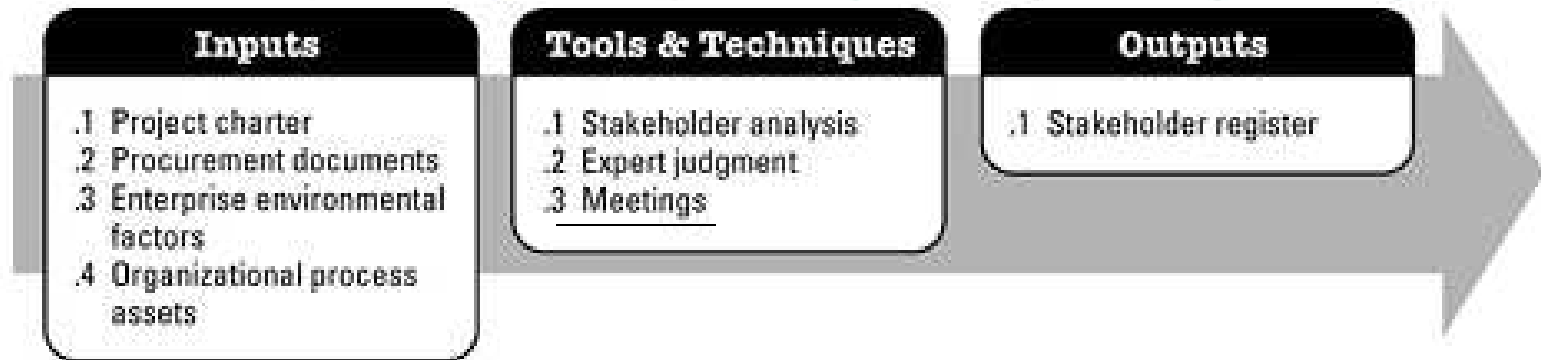 Inputs
.1 Project charter
.2 Procurement documents
.3 Enterprise environmental
factors
.4 Organizational process
assets
Tools & Techniques
.1 Stakeholder analysis
.2 Expert judgment
.3 Meetings
Outputs
.1 Stakeholder register